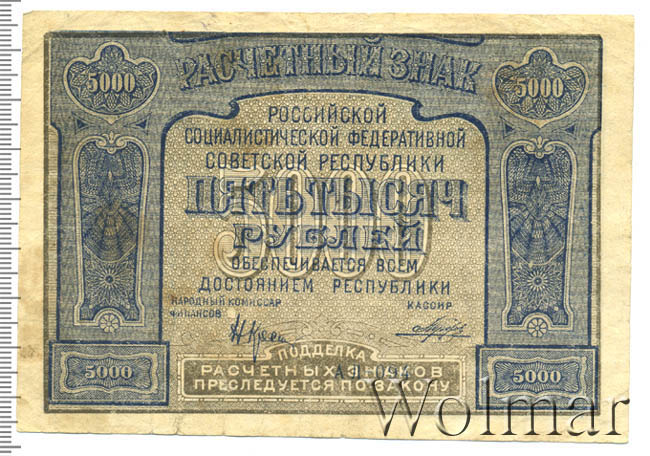 РАСЧЕТНЫЙ ЗНАК
5000 5000
РОССИЙСКОЙ
СОЦИАЛИСТИЧЕСКОЙ ФЕДЕРАТИВНОЙ
СОВЕТСКОЙ РЕСПУБЛИКИ
5000
ПЯТЬ ТЫСЯЧ
РУБЛЕЙ
ОБЕСПЕЧИВАЕТСЯ ВСЕМ
ДОСТОЯНИЕМ РЕСПУБЛИКИ
НАРОДНЫЙ КОМИССАР
ФИНАНСОВ
КАССИР
5000 5000
ПОДДЕЛКА
РАСЧЕТНЫХ ЗНАКОВ
ПРЕСЛЕДУЕТСЯ ПО ЗАКОНУ
Wolmar